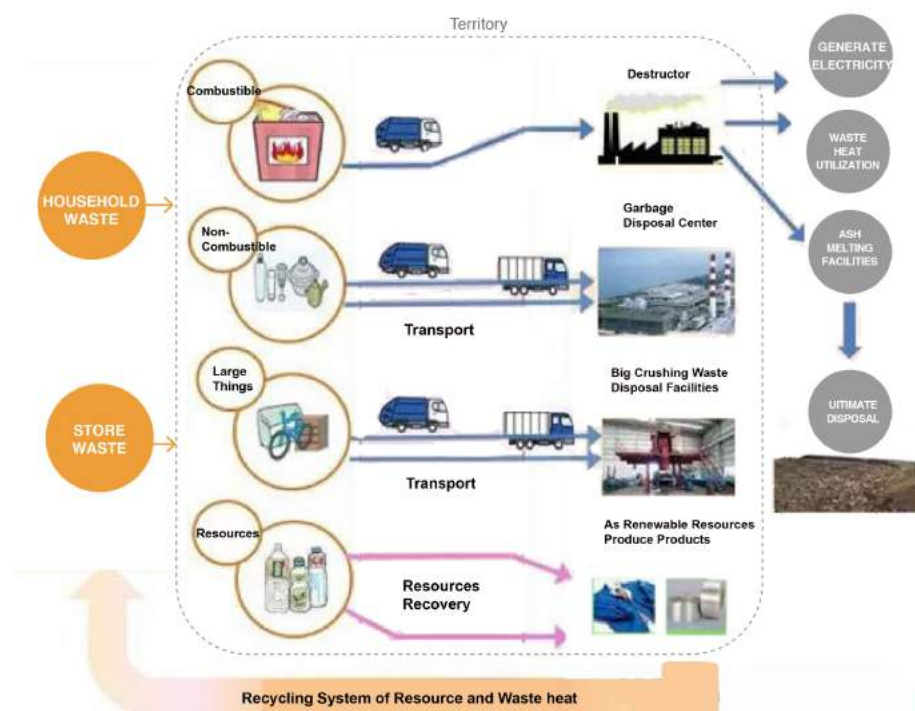 Territory
GENERATE
ELECTRICITY
Combustible
Destructor
WASTE
HEAT
UTILIZATION
HOUSEHOLD
WASTE
Non-
Combustible
Garbage
Disposal Center
ASH
MELTING
FACILITIES
Transport
Large
Things
Big Crushing Waste
Disposal Facilities
STORE
WASTE
UITIMATE
DISPOSAL
Transport
Resources
As Renewable Resources
Produce Products
Resources
Recovery
Recycling System of Resource and Waste heat